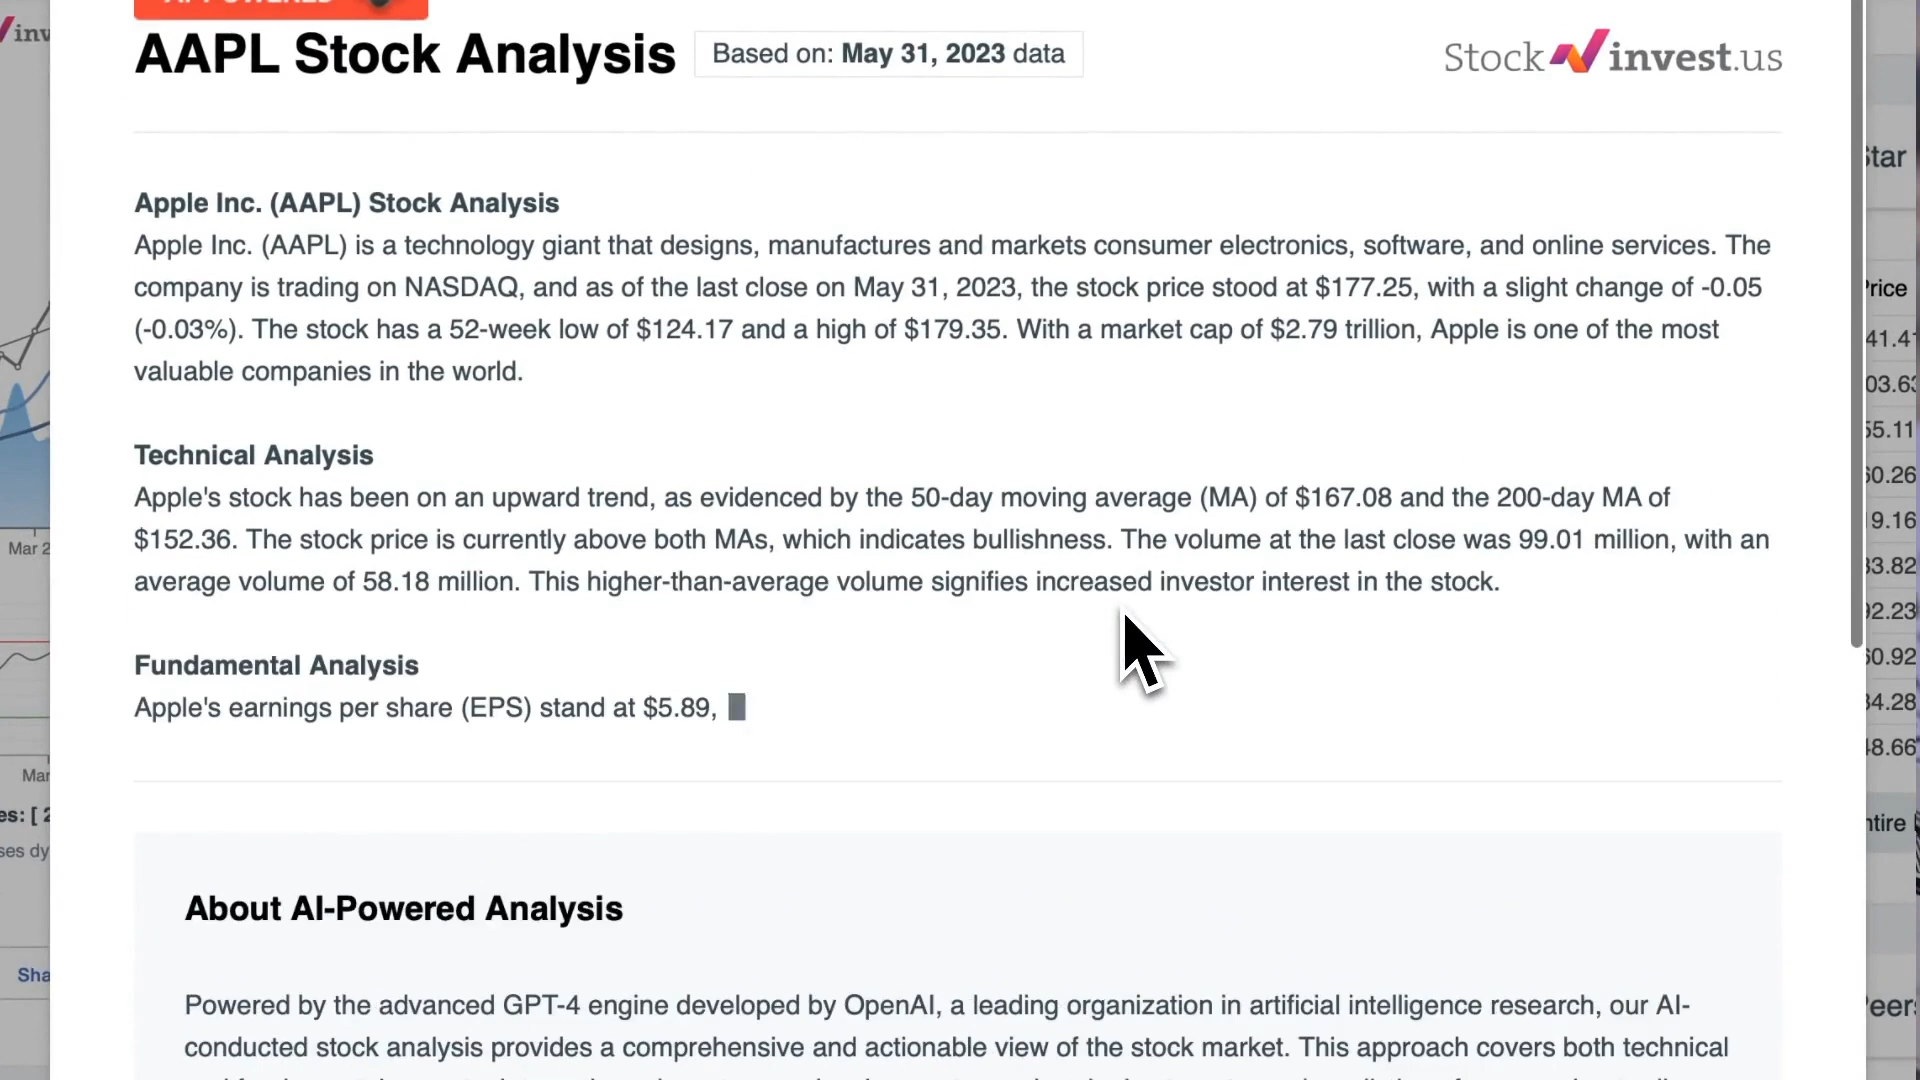 AAPL Stock Analysis Based on: May 31, 2023 data Stock invest.us
Apple Inc. (AAPL) Stock Analysis
Apple Inc. (AAPL) is a technology giant that designs, manufactures and markets consumer electronics, software, and online services. The
company is trading on NASDAQ, and as of the last close on May 31, 2023, the stock price stood at $177.25, with a slight change of -0.05
(-0.03%). The stock has a 52-week low of $124.17 and a high of $179.35. With a market cap of $2.79 trillion, Apple is one of the most
valuable companies in the world.
Technical Analysis
Apple's stock has been on an upward trend, as evidenced by the 50-day moving average (MA) of $167.08 and the 200-day MA of
$152.36. The stock price is currently above both MAs, which indicates bullishness. The volume at the last close was 99.01 million, with an
average volume of 58.18 million. This higher-than-average volume signifies increased investor interest in the stock.
Fundamental Analysis
Apple's earnings per share (EPS) stand at $5.89,
About AI-Powered Analysis
Powered by the advanced GPT-4 engine developed by OpenAI, a leading organization in artificial intelligence research, our AI-
conducted stock analysis provides a comprehensive and actionable view of the stock market. This approach covers both technical